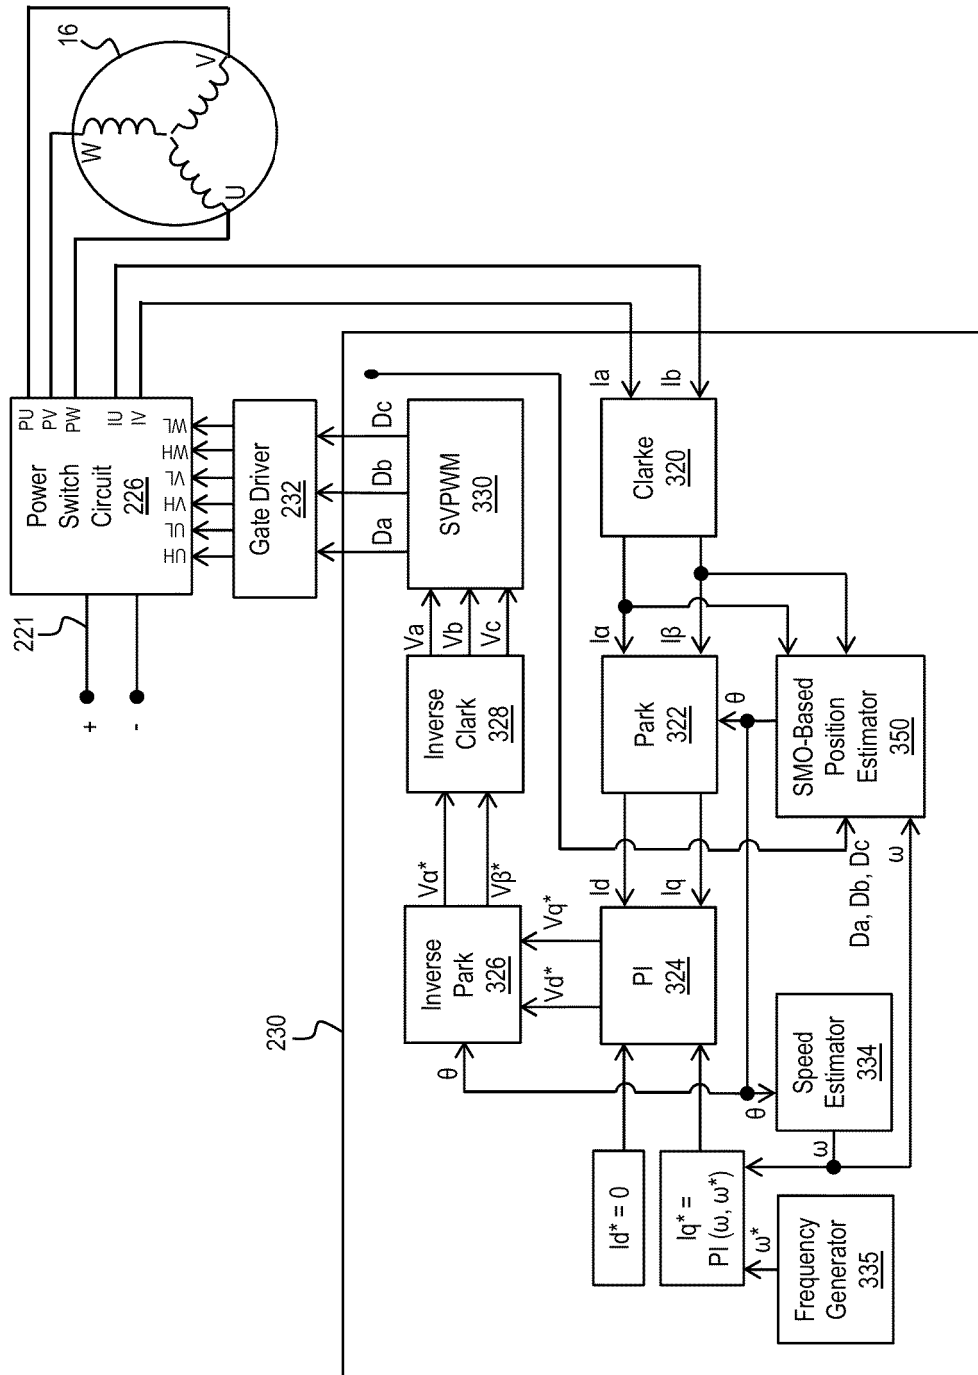 221
+
-
Power
Switch
Circuit
226
PU
PV
PW
IU
IV
UH
UL
VH
VL
WH
WL
16
W
V
U
Gate Driver
232
Da
Db
Dc
230
Inverse
Park
326
Vα*
Vβ*
Inverse
Clark
328
Va
Vb
Vc
SVPWM
330
θ
Vd*
Vq*
Id* = 0
Iq* =
PI (ω, ω*)
PI
324
Id
Iq
Park
322
Iα
Iβ
Clarke
320
Ia
Ib
θ
θ
ω*
ω
Frequency
Generator
335
Speed
Estimator
334
Da, Db, Dc
ω
SMO-Based
Position
Estimator
350